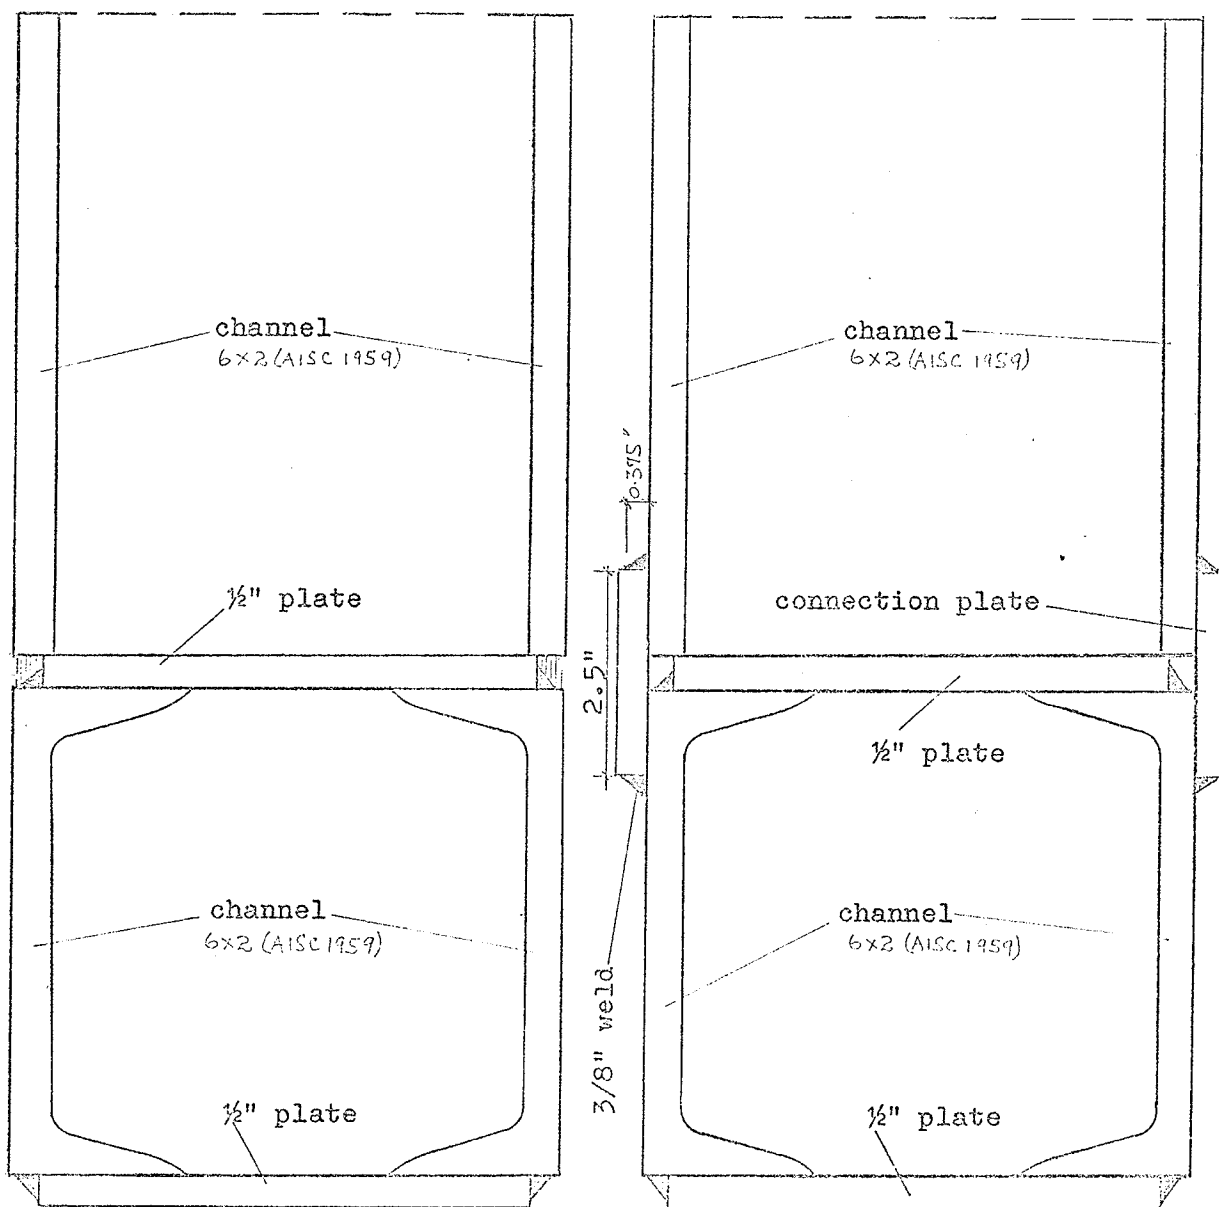 channel
6×2 (AISC 1959)
channel
6×2 (AISC 1959)
0.375"
½" plate
connection plate
2.5"
½" plate
channel
6×2 (AISC 1959)
channel
6×2 (AISC 1959)
3/8" weld
½" plate
½" plate